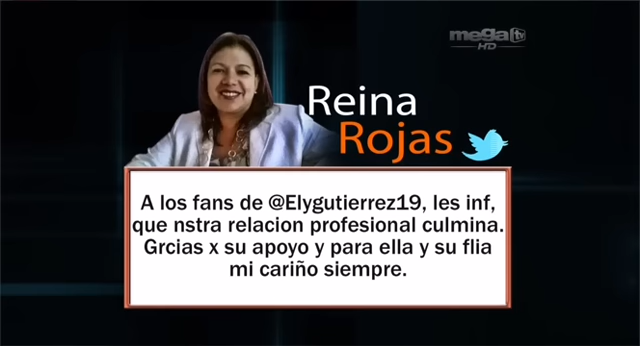 mega tv
HD
Reina
Rojas
A los fans de @Elygutierrez19, les inf,
que nstra relacion profesional culmina.
Grcias x su apoyo y para ella y su flia
mi cariño siempre.